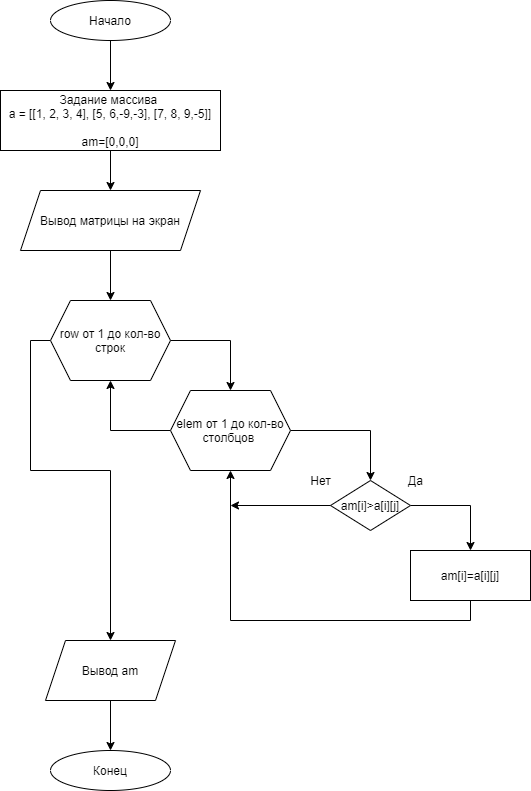 Начало
Задание массива
a = [[1, 2, 3, 4], [5, 6,-9,-3], [7, 8, 9,-5]]
am=[0,0,0]
Вывод матрицы на экран
row от 1 до кол-во
строк
elem от 1 до кол-во
столбцов
Нет
Да
am[i]>a[i][j]
am[i]=a[i][j]
Вывод am
Конец